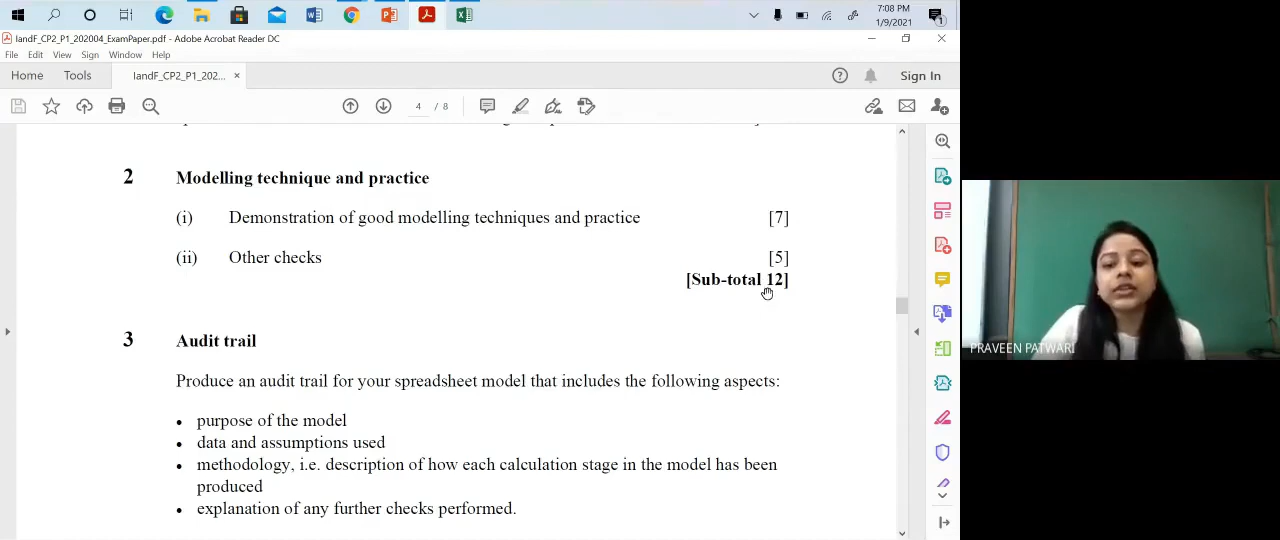 7:08 PM
1/9/2021
IandF_CP2_P1_202004_ExamPaper.pdf - Adobe Acrobat Reader DC
File Edit View Sign Window Help
Home Tools IandF_CP2_P1_202... × Sign In
4 / 8
2 Modelling technique and practice
(i) Demonstration of good modelling techniques and practice [7]
(ii) Other checks [5]
[Sub-total 12]
3 Audit trail
Produce an audit trail for your spreadsheet model that includes the following aspects:
• purpose of the model
• data and assumptions used
• methodology, i.e. description of how each calculation stage in the model has been
produced
• explanation of any further checks performed.
PRAVEEN PATWARI